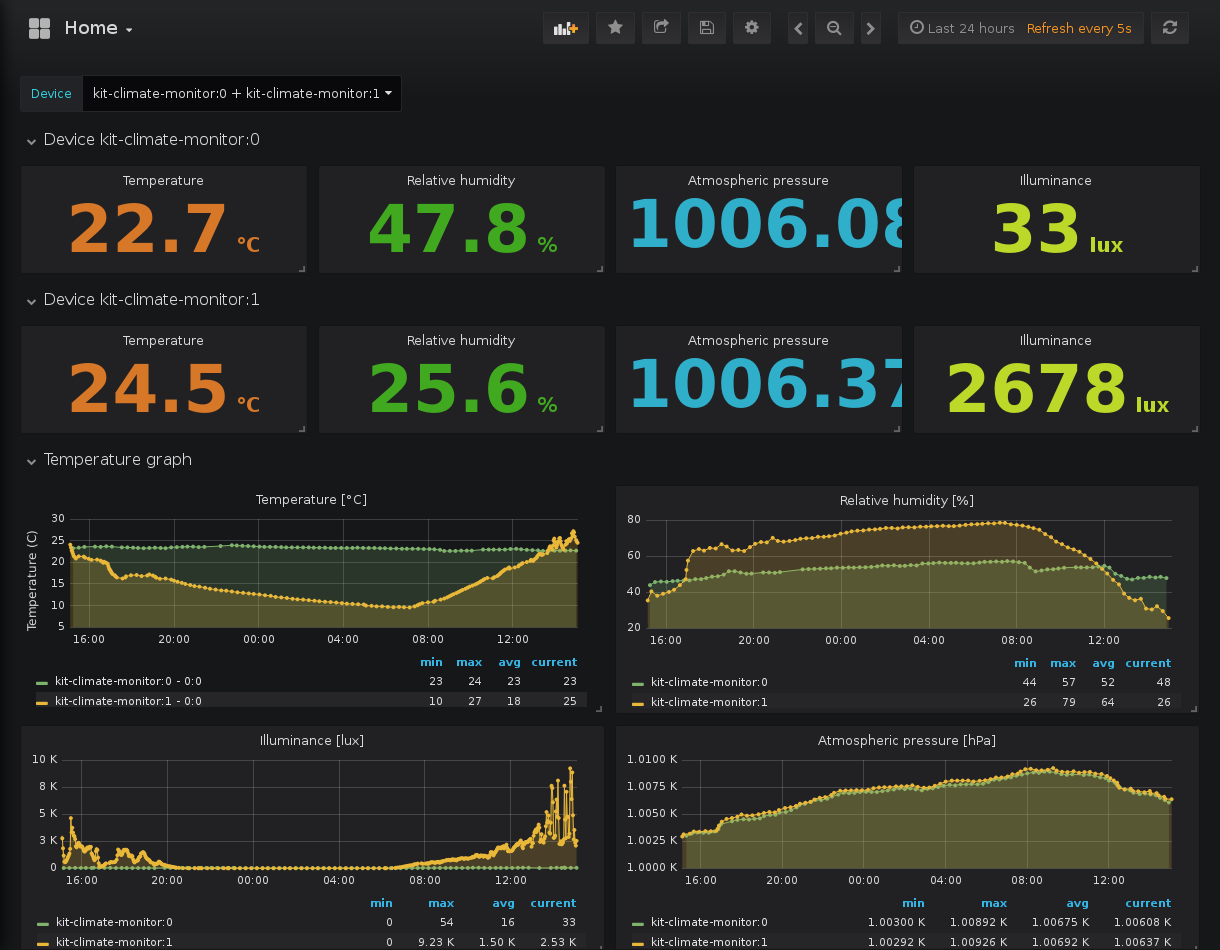 Home
Last 24 hours Refresh every 5s
Device kit-climate-monitor:0 + kit-climate-monitor:1
Device kit-climate-monitor:0
Temperature Relative humidity Atmospheric pressure Illuminance
22.7 °C 47.8 % 1006.08 33 lux
Device kit-climate-monitor:1
Temperature Relative humidity Atmospheric pressure Illuminance
24.5 °C 25.6 % 1006.37 2678 lux
Temperature graph
Temperature [°C]
Temperature (C)
30
25
20
15
10
5
16:00 20:00 00:00 04:00 08:00 12:00
min max avg current
kit-climate-monitor:0 - 0:0 23 24 23 23
kit-climate-monitor:1 - 0:0 10 27 18 25
Relative humidity [%]
80
60
40
20
16:00 20:00 00:00 04:00 08:00 12:00
min max avg current
kit-climate-monitor:0 44 57 52 48
kit-climate-monitor:1 26 79 64 26
Illuminance [lux]
10 K
8 K
5 K
3 K
0
16:00 20:00 00:00 04:00 08:00 12:00
min max avg current
kit-climate-monitor:0 0 54 16 33
kit-climate-monitor:1 0 9.23 K 1.50 K 2.53 K
Atmospheric pressure [hPa]
1.0100 K
1.0075 K
1.0050 K
1.0025 K
1.0000 K
16:00 20:00 00:00 04:00 08:00 12:00
min max avg current
kit-climate-monitor:0 1.00300 K 1.00892 K 1.00675 K 1.00608 K
kit-climate-monitor:1 1.00292 K 1.00926 K 1.00692 K 1.00637 K